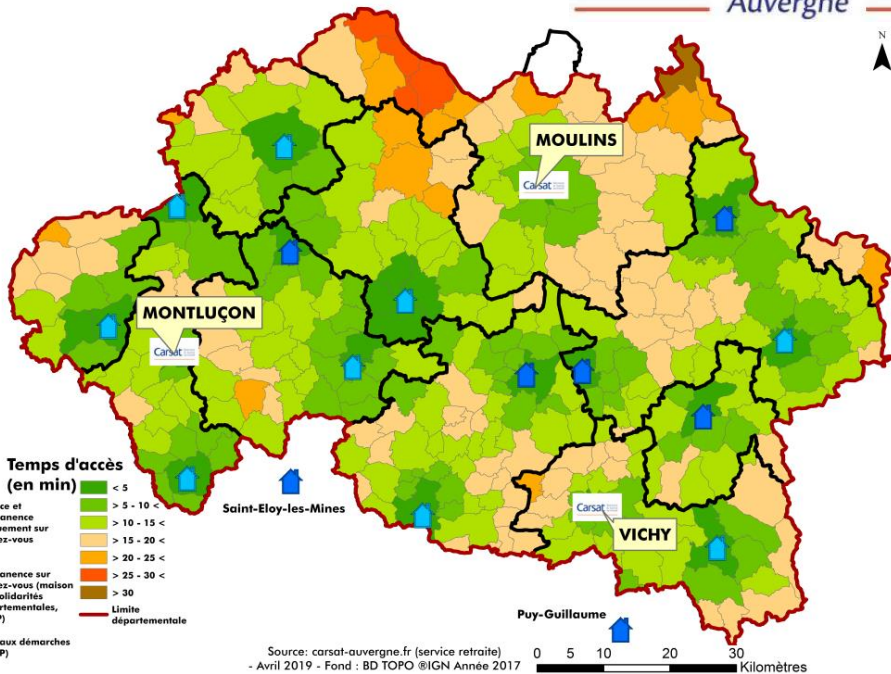 Auvergne
N
MOULINS
Carsat
MONTLUÇON
Carsat
Temps d'accès
(en min)
< 5
> 5 - 10 <
> 10 - 15 <
> 15 - 20 <
> 20 - 25 <
> 25 - 30 <
> 30
Limite
départementale
ce et
anence
uement sur
ez-vous
anence sur
ez-vous (maison
olidarités
rtementales,
P)
aux démarches
P)
Saint-Eloy-les-Mines
Carsat
VICHY
Puy-Guillaume
Source: carsat-auvergne.fr (service retraite)
- Avril 2019 - Fond : BD TOPO ®IGN Année 2017
0 5 10 20 30
Kilomètres